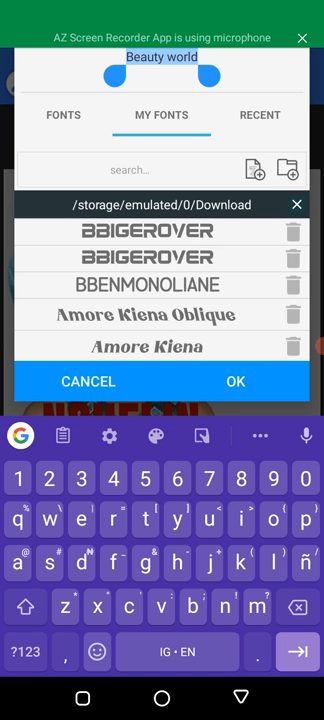 AZ Screen Recorder App is using microphone
Beauty world
FONTS MY FONTS RECENT
search...
/storage/emulated/0/Download
BBIGEROVER
BBIGEROVER
BBENMONOLIANE
Amore Kiena Oblique
Amore Kiena
CANCEL OK
G
1 2 3 4 5 6 7 8 9 0
q w e r t y u i o p
a s d f g h j k l ñ
z x c v b n m
?123 , IG • EN .